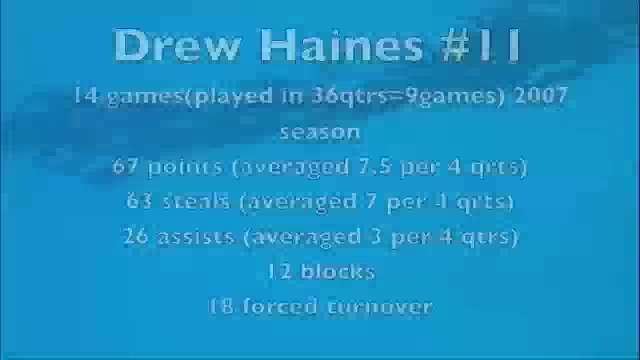 Drew Haines #11
14 games(played in 36qtrs=9games) 2007
season
67 points (averaged 7.5 per 4 qrts)
63 steals (averaged 7 per 4 qrts)
26 assists (averaged 3 per 4 qtrs)
12 blocks
18 forced turnover